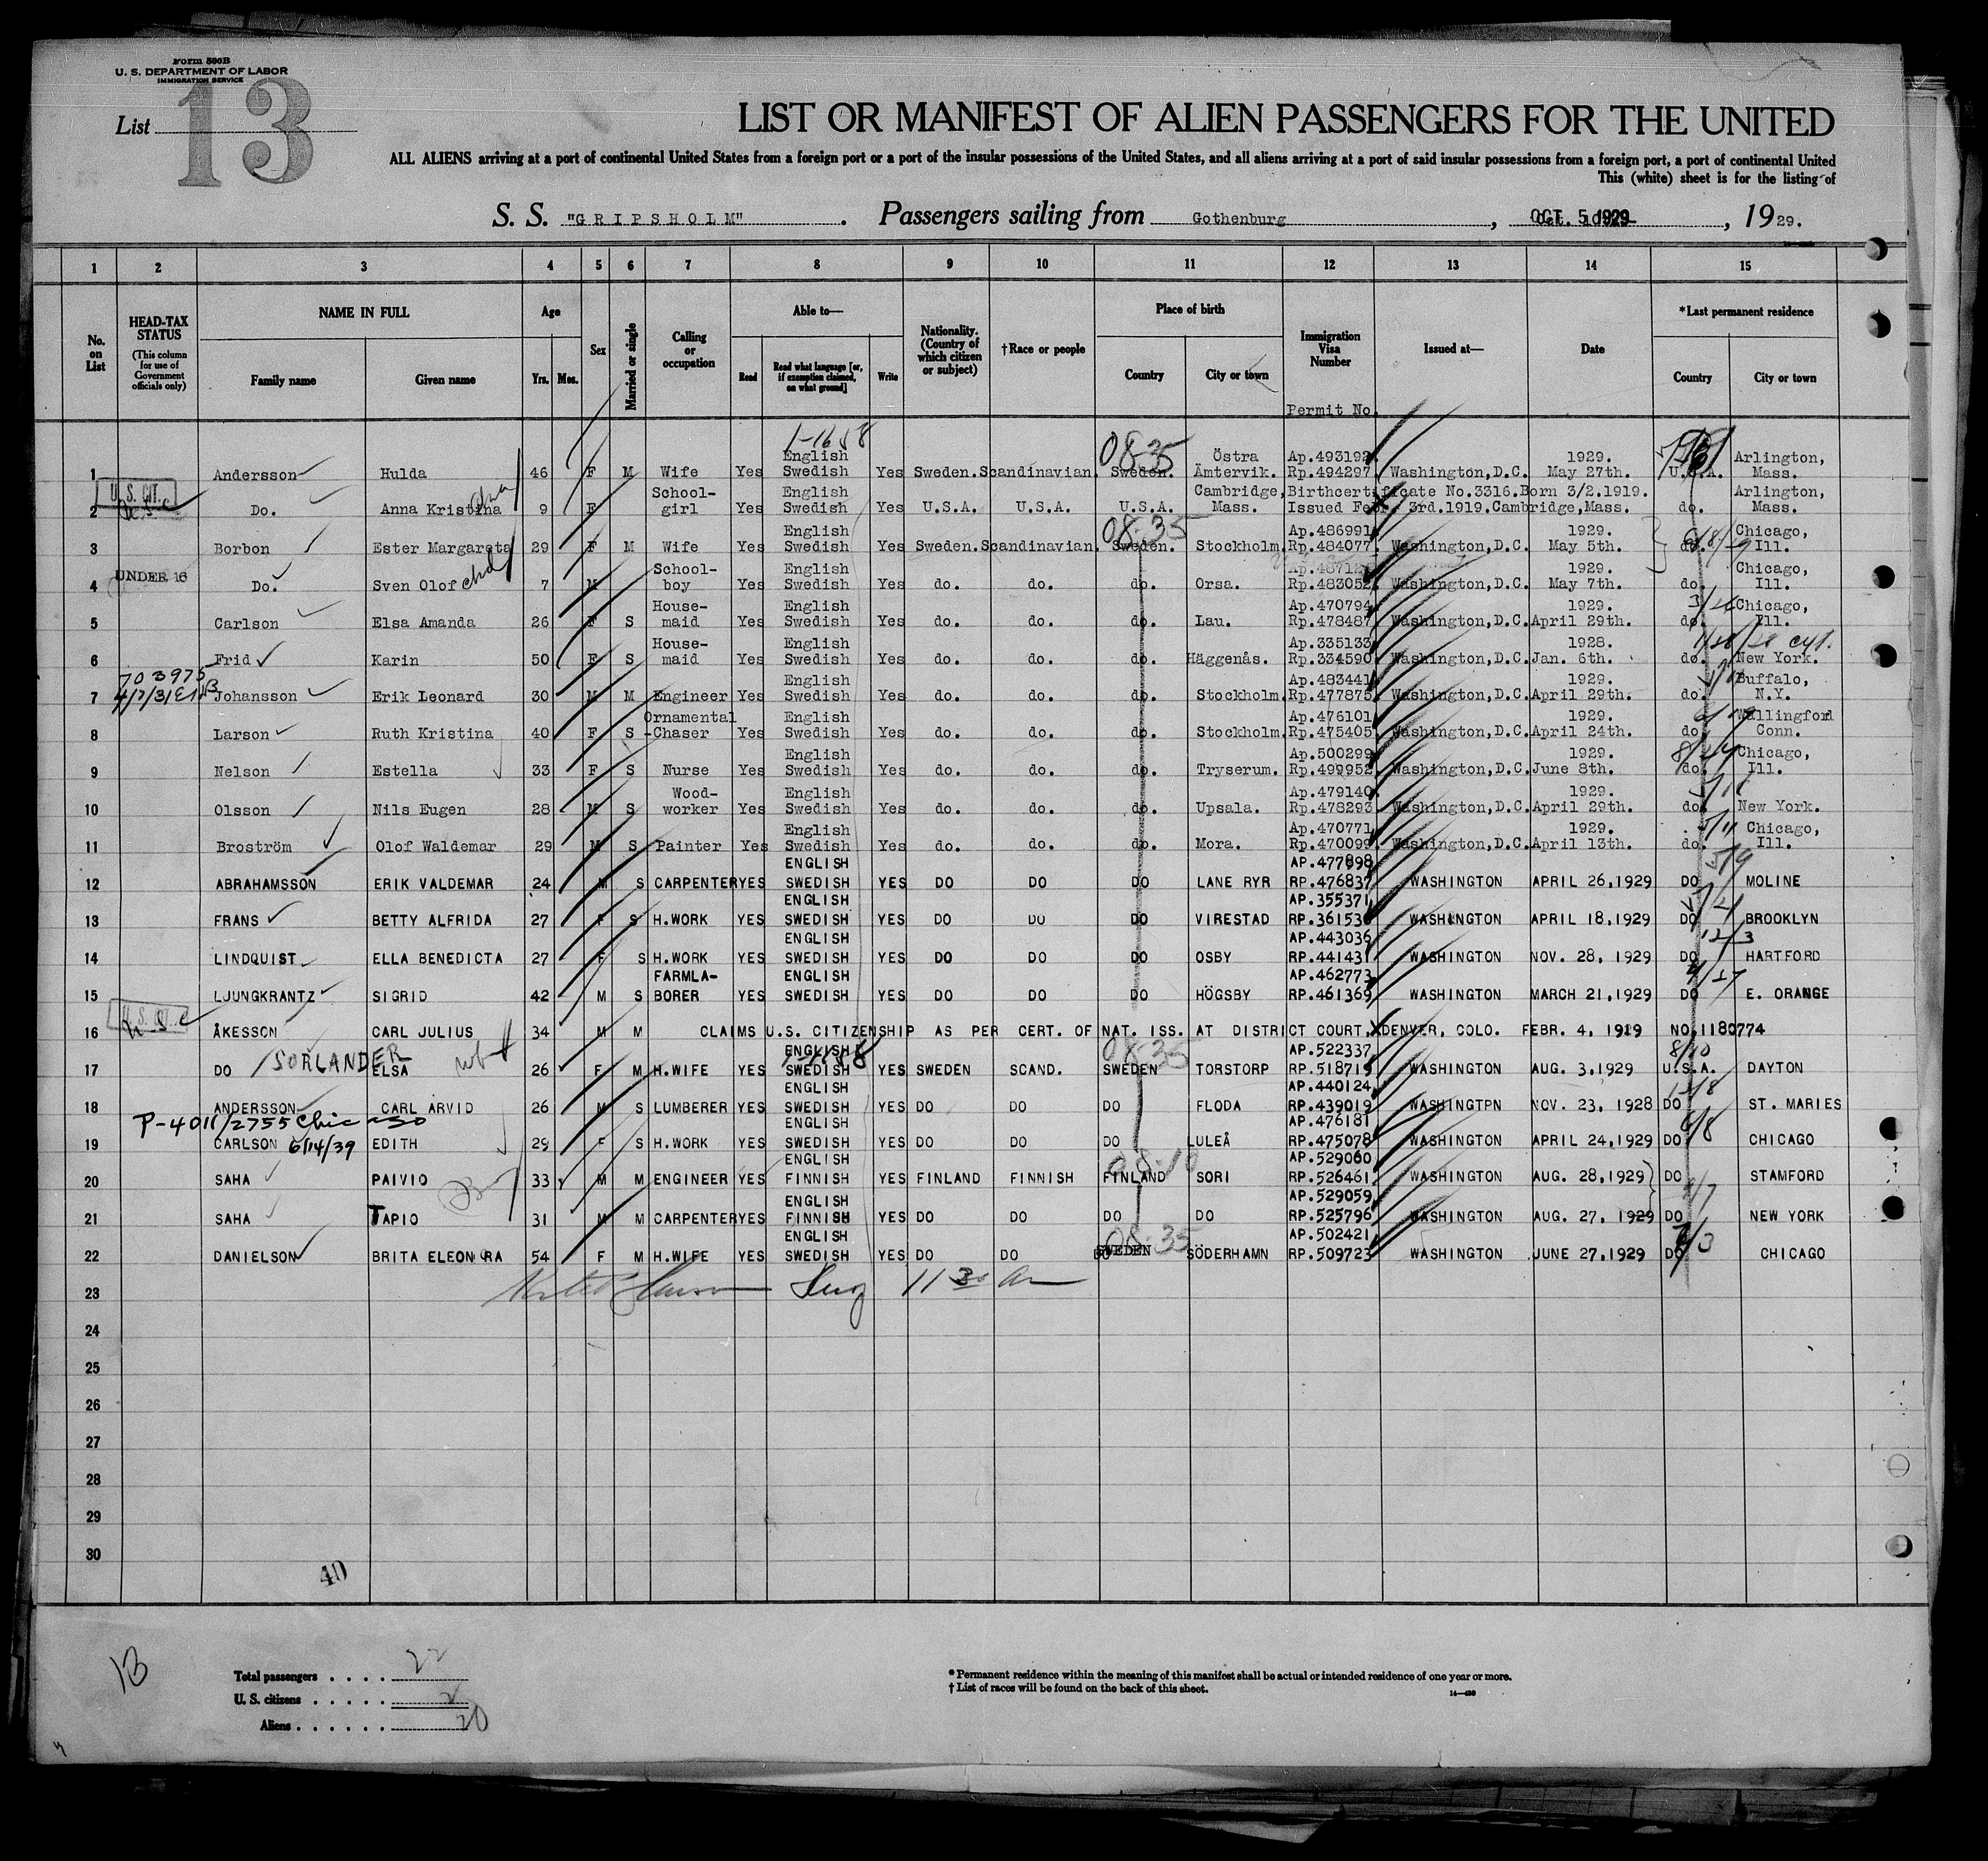 Form 500B
U. S. DEPARTMENT OF LABOR
IMMIGRATION SERVICE
List 13
LIST OR MANIFEST OF ALIEN PASSENGERS FOR THE UNITED
ALL ALIENS arriving at a port of continental United States from a foreign port or a port of the insular possessions of the United States, and all aliens arriving at a port of said insular possessions from a foreign port, a port of continental United
This (white) sheet is for the listing of
S. S. "GRIPSHOLM". Passengers sailing from Gothenburg, OCT. 5 1929, 1929.
1 2 3 4 5 6 7 8 9 10 11 12 13 14 15
No. on List
HEAD-TAX STATUS (This column for use of Government officials only)
NAME IN FULL Family name Given name
Age Yrs. Mos.
Sex
Married or single
Calling or occupation
Able to— Read Read what language [or, if exemption claimed, on what ground] Write
Nationality. (Country of which citizen or subject)
†Race or people
Place of birth Country City or town
Immigration Visa Number
Permit No.
Issued at—
Date
*Last permanent residence Country City or town
1-1658
08-35
English Östra Ap.493192 1929. Arlington,
1 Andersson Hulda 46 F M Wife Yes Swedish Yes Sweden. Scandinavian. Sweden. Ämtervik. Rp.494297. Washington,D.C. May 27th. U.S.A. Mass.
U. S. CIT.
School- English Cambridge, Birthcertificate No.3316.Born 3/2.1919. Arlington,
2 Do. Anna Kristina 9 F girl Yes Swedish Yes U.S.A. U.S.A. U.S.A. Mass. Issued Febr. 3rd.1919.Cambridge,Mass. do. Mass.
08-35
English Ap.486991 1929. Chicago,
3 Borbon Ester Margareta 29 F M Wife Yes Swedish Yes Sweden. Scandinavian. Sweden. Stockholm. Rp.484077. Washington,D.C. May 5th. do. Ill.
UNDER 16
School- English 1929. Chicago,
4 Do. Sven Olof chd 7 M boy Yes Swedish Yes do. do. do. Orsa. Rp.483052. Washington,D.C. May 7th. do. Ill.
House- English Ap.470794 1929. 3/26 Chicago,
5 Carlson Elsa Amanda 26 F S maid Yes Swedish Yes do. do. do. Lau. Rp.478487. Washington,D.C. April 29th. do. Ill.
House- English Ap.335133 1928.
6 Frid Karin 50 F S maid Yes Swedish Yes do. do. do. Häggenås. Rp.334590. Washington,D.C. Jan. 6th. do. New York.
703975
English Ap.483441 1929. Buffalo,
7 Johansson Erik Leonard 30 M M Engineer Yes Swedish Yes do. do. do. Stockholm. Rp.477875. Washington,D.C. April 29th. do. N.Y.
Ornamental English Ap.476101 1929. Wallingford
8 Larson Ruth Kristina 40 F S -Chaser Yes Swedish Yes do. do. do. Stockholm. Rp.475405. Washington,D.C. April 24th. do. Conn.
English Ap.500299 1929. Chicago,
9 Nelson Estella 33 F S Nurse Yes Swedish Yes do. do. do. Tryserum. Rp.499952. Washington,D.C. June 8th. do. Ill.
Wood- English Ap.479140 1929.
10 Olsson Nils Eugen 28 M S worker Yes Swedish Yes do. do. do. Upsala. Rp.478293. Washington,D.C. April 29th. do. New York.
English Ap.470771 1929. 5/11 Chicago,
11 Broström Olof Waldemar 29 M S Painter Yes Swedish Yes do. do. do. Mora. Rp.470099. Washington,D.C. April 13th. do. Ill.
ENGLISH AP.477898 5/9
12 ABRAHAMSSON ERIK VALDEMAR 24 M S CARPENTER YES SWEDISH YES DO DO DO LANE RYR RP.476837 WASHINGTON APRIL 26,1929 DO MOLINE
ENGLISH AP.355371
13 FRANS BETTY ALFRIDA 27 F S H.WORK YES SWEDISH YES DO DO DO VIRESTAD RP.361530 WASHINGTON APRIL 18,1929 DO BROOKLYN
ENGLISH AP.443036 12/3
14 LINDQUIST ELLA BENEDICTA 27 F S H.WORK YES SWEDISH YES DO DO DO OSBY RP.441431 WASHINGTON NOV. 28, 1929 DO HARTFORD
FARMLA- ENGLISH AP.462773 4/27
15 LJUNGKRANTZ SIGRID 42 M S BORER YES SWEDISH YES DO DO DO HÖGSBY RP.461369 WASHINGTON MARCH 21,1929 DO E. ORANGE
U. S. CIT.
16 ÅKESSON CARL JULIUS 34 M M CLAIMS U.S. CITIZENSHIP AS PER CERT. OF NAT. ISS. AT DISTRICT COURT, DENVER, COLO. FEBR. 4, 1919 NO.1180774
ENGLISH 1-1658 08-35 AP.522337 8/10
17 DO SORLANDER ELSA 26 F M H.WIFE YES SWEDISH YES SWEDEN SCAND. SWEDEN TORSTORP RP.518719 WASHINGTON AUG. 3,1929 U.S.A. DAYTON
ENGLISH AP.440124
18 ANDERSSON CARL ARVID 26 M S LUMBERER YES SWEDISH YES DO DO DO FLODA RP.439019 WASHINGTPN NOV. 23, 1928 DO ST. MARIES
P-4011/2755 Chicago
ENGLISH AP.476181 6/8
19 CARLSON 6/14/39 EDITH 29 F S H.WORK YES SWEDISH YES DO DO DO LULEÅ RP.475078 WASHINGTON APRIL 24,1929 DO CHICAGO
ENGLISH 08-10 AP.529060
20 SAHA PAIVIO 33 M M ENGINEER YES FINNISH YES FINLAND FINNISH FINLAND SORI RP.526461 WASHINGTON AUG. 28,1929 DO STAMFORD
ENGLISH AP.529059
21 SAHA TAPIO 31 M M CARPENTER YES FINNISH YES DO DO DO DO RP.525796 WASHINGTON AUG. 27, 1929 DO NEW YORK
ENGLISH 08-35 AP.502421
22 DANIELSON BRITA ELEONORA 54 F M H.WIFE YES SWEDISH YES DO DO SWEDEN SÖDERHAMN RP.509723 WASHINGTON JUNE 27,1929 DO CHICAGO
23 11 30 Am
24
25
26
27
28
29
30
40
13
Total passengers . . . . 22
U. S. citizens . . . . . 2
Aliens . . . . . . 20
* Permanent residence within the meaning of this manifest shall be actual or intended residence of one year or more.
† List of races will be found on the back of this sheet.
14—430